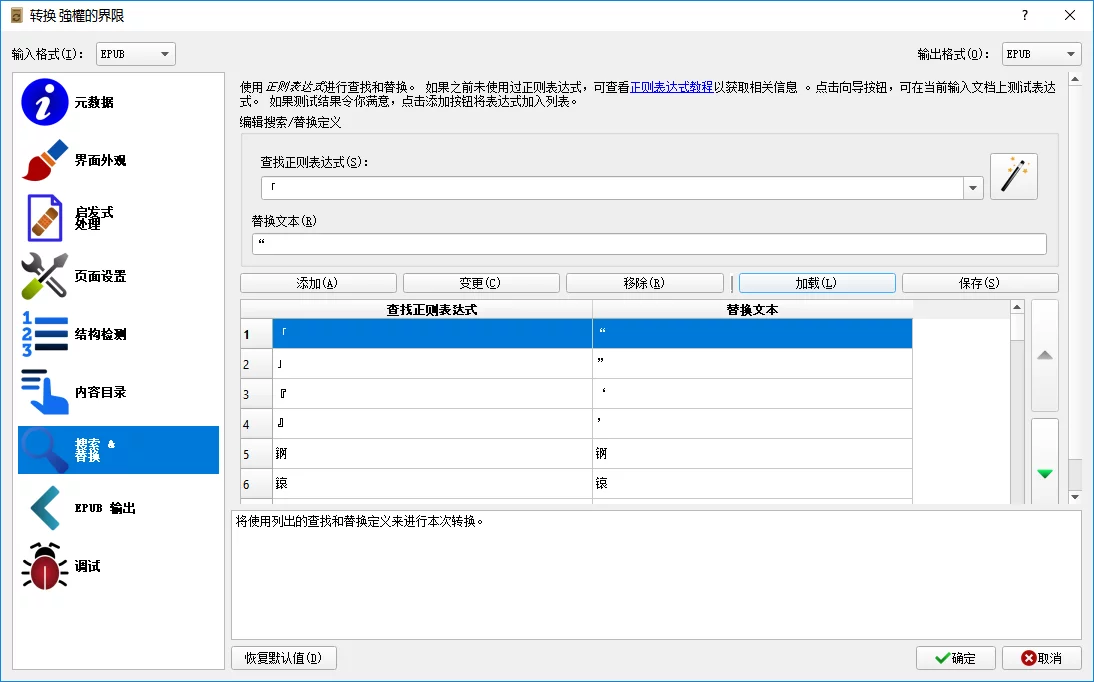 转换 強權的界限
?
输入格式(I)： EPUB
输出格式(O)： EPUB
元数据
界面外观
启发式
处理
页面设置
结构检测
内容目录
搜索 &
替换
EPUB 输出
调试
使用 正则表达式进行查找和替换。 如果之前未使用过正则表达式，可查看正则表达式教程以获取相关信息 。点击向导按钮，可在当前输入文档上测试表达
式。 如果测试结果令你满意，点击添加按钮将表达式加入列表。
编辑搜索/替换定义
查找正则表达式(S)：
「
替换文本(R)
“
添加(A) 变更(C) 移除(R) 加载(L) 保存(S)
查找正则表达式 替换文本
1 「 “
2 」 ”
3 『 ‘
4 』 ’
将使用列出的查找和替换定义来进行本次转换。
恢复默认值(D)
确定 取消